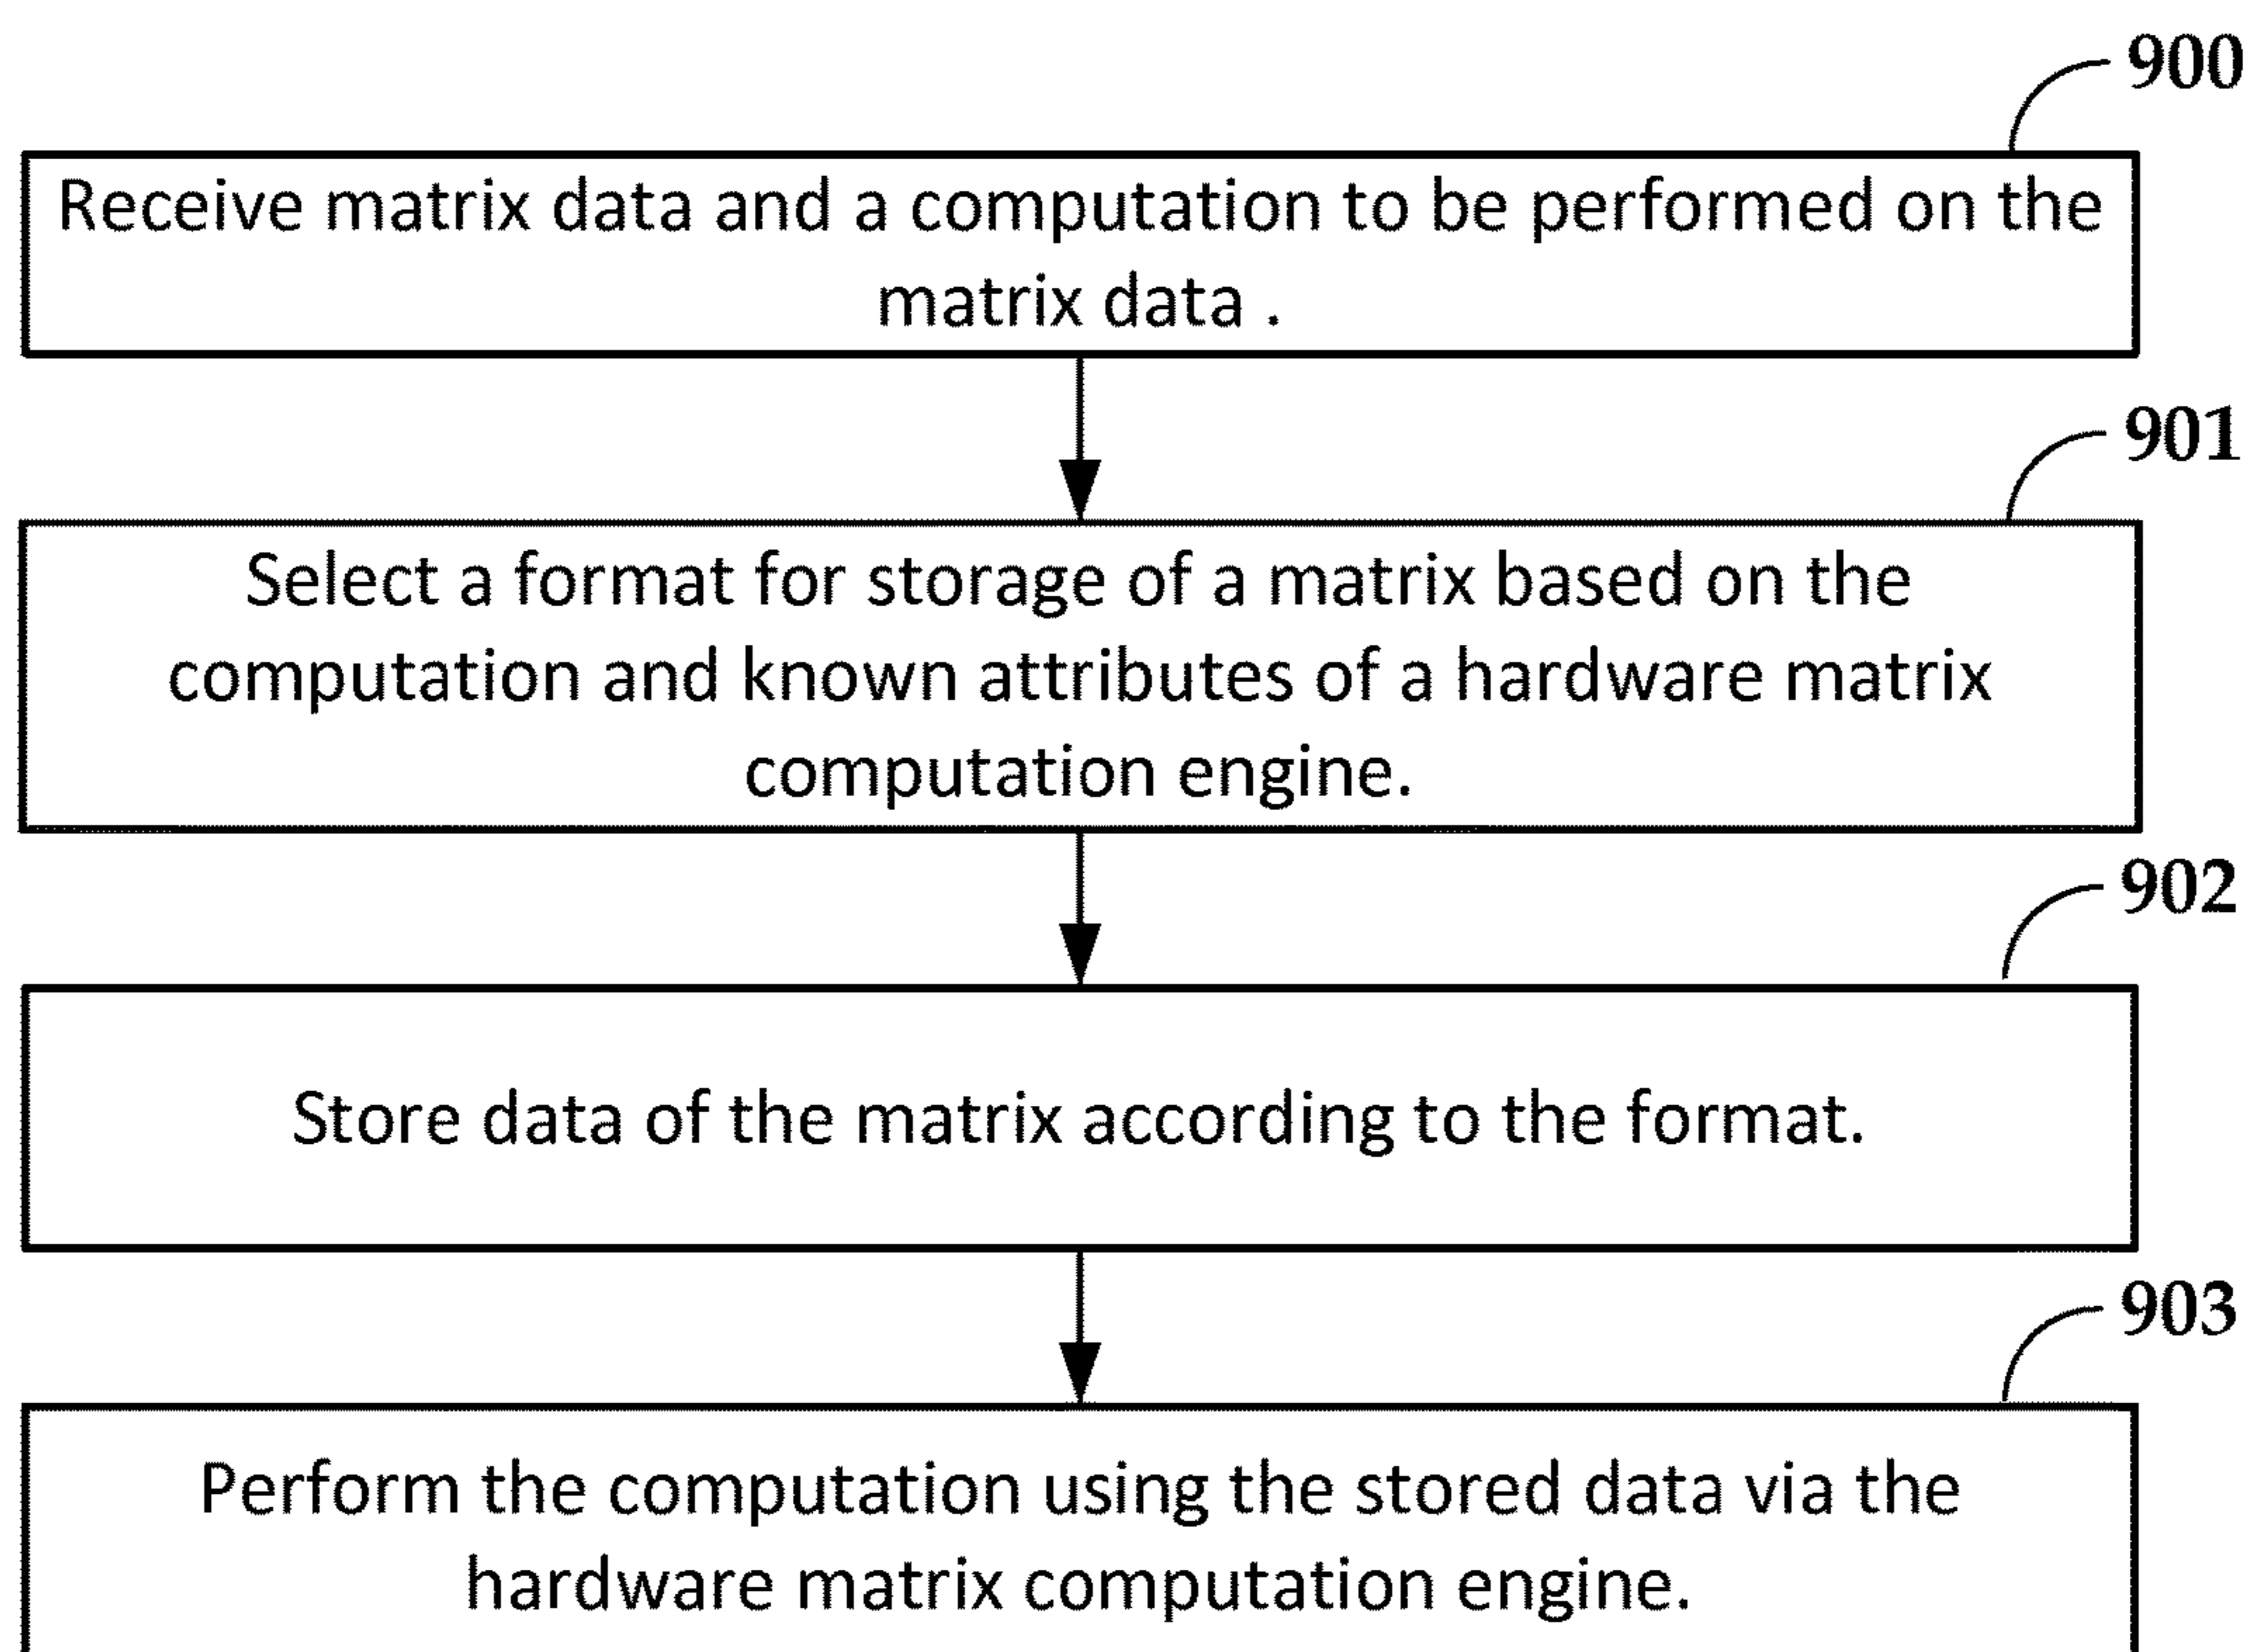 900
Receive matrix data and a computation to be performed on the
matrix data .
901
Select a format for storage of a matrix based on the
computation and known attributes of a hardware matrix
computation engine.
902
Store data of the matrix according to the format.
903
Perform the computation using the stored data via the
hardware matrix computation engine.